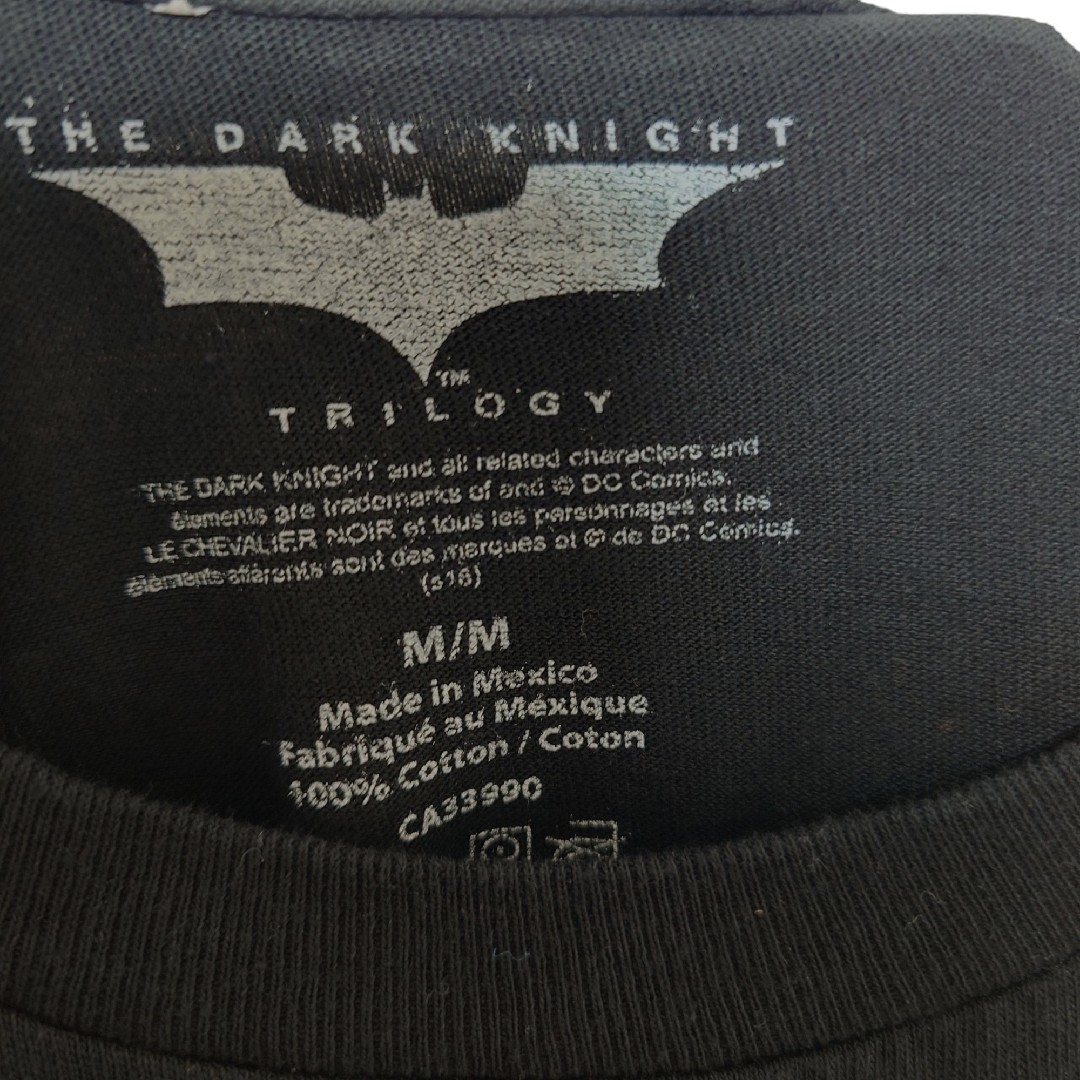 THE DARK KNIGHT
TM
TRILOGY
THE DARK KNIGHT and all related characters and
elements are trademarks of and © DC Comics.
LE CHEVALIER NOIR et tous les personnages et les
éléments afférents sont des marques et © de DC Comics.
(s16)
M/M
Made in Mexico
Fabriqué au Méxique
100% Cotton / Coton
CA33990